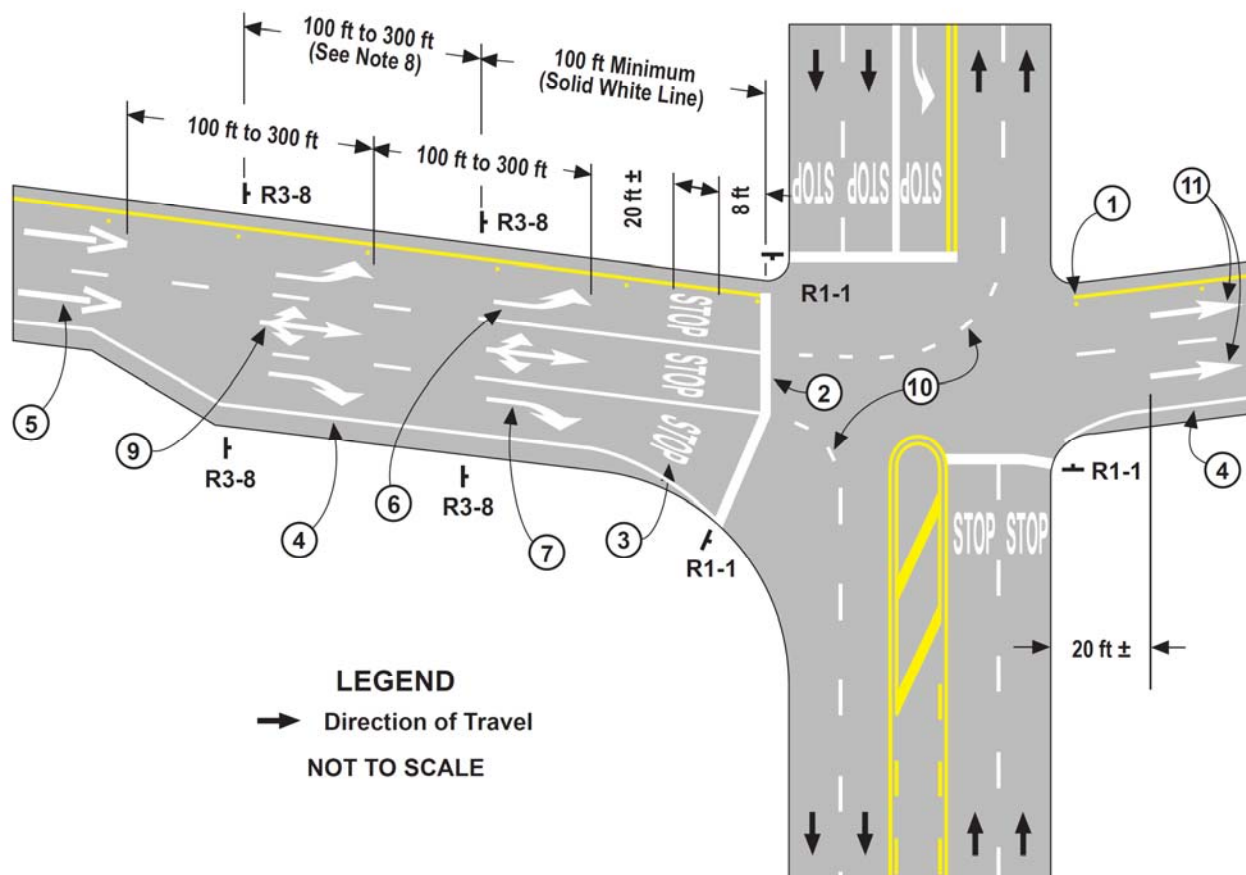 100 ft to 300 ft
(See Note 8)
100 ft Minimum
(Solid White Line)
100 ft to 300 ft
100 ft to 300 ft
20 ft ±
8 ft
R3-8
R3-8
STOP
STOP
STOP
R1-1
1
11
5
9
6
STOP
STOP
STOP
2
10
4
R3-8
4
R3-8
7
3
R1-1
STOP STOP
R1-1
20 ft ±
LEGEND
Direction of Travel
NOT TO SCALE